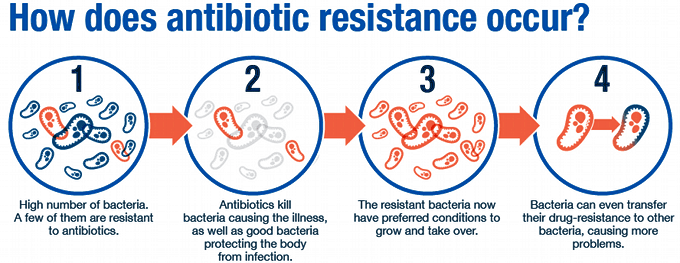 How does antibiotic resistance occur?
1
2
3
4
High number of bacteria.
A few of them are resistant
to antibiotics.
Antibiotics kill
bacteria causing the illness,
as well as good bacteria
protecting the body
from infection.
The resistant bacteria now
have preferred conditions to
grow and take over.
Bacteria can even transfer
their drug-resistance to other
bacteria, causing more
problems.